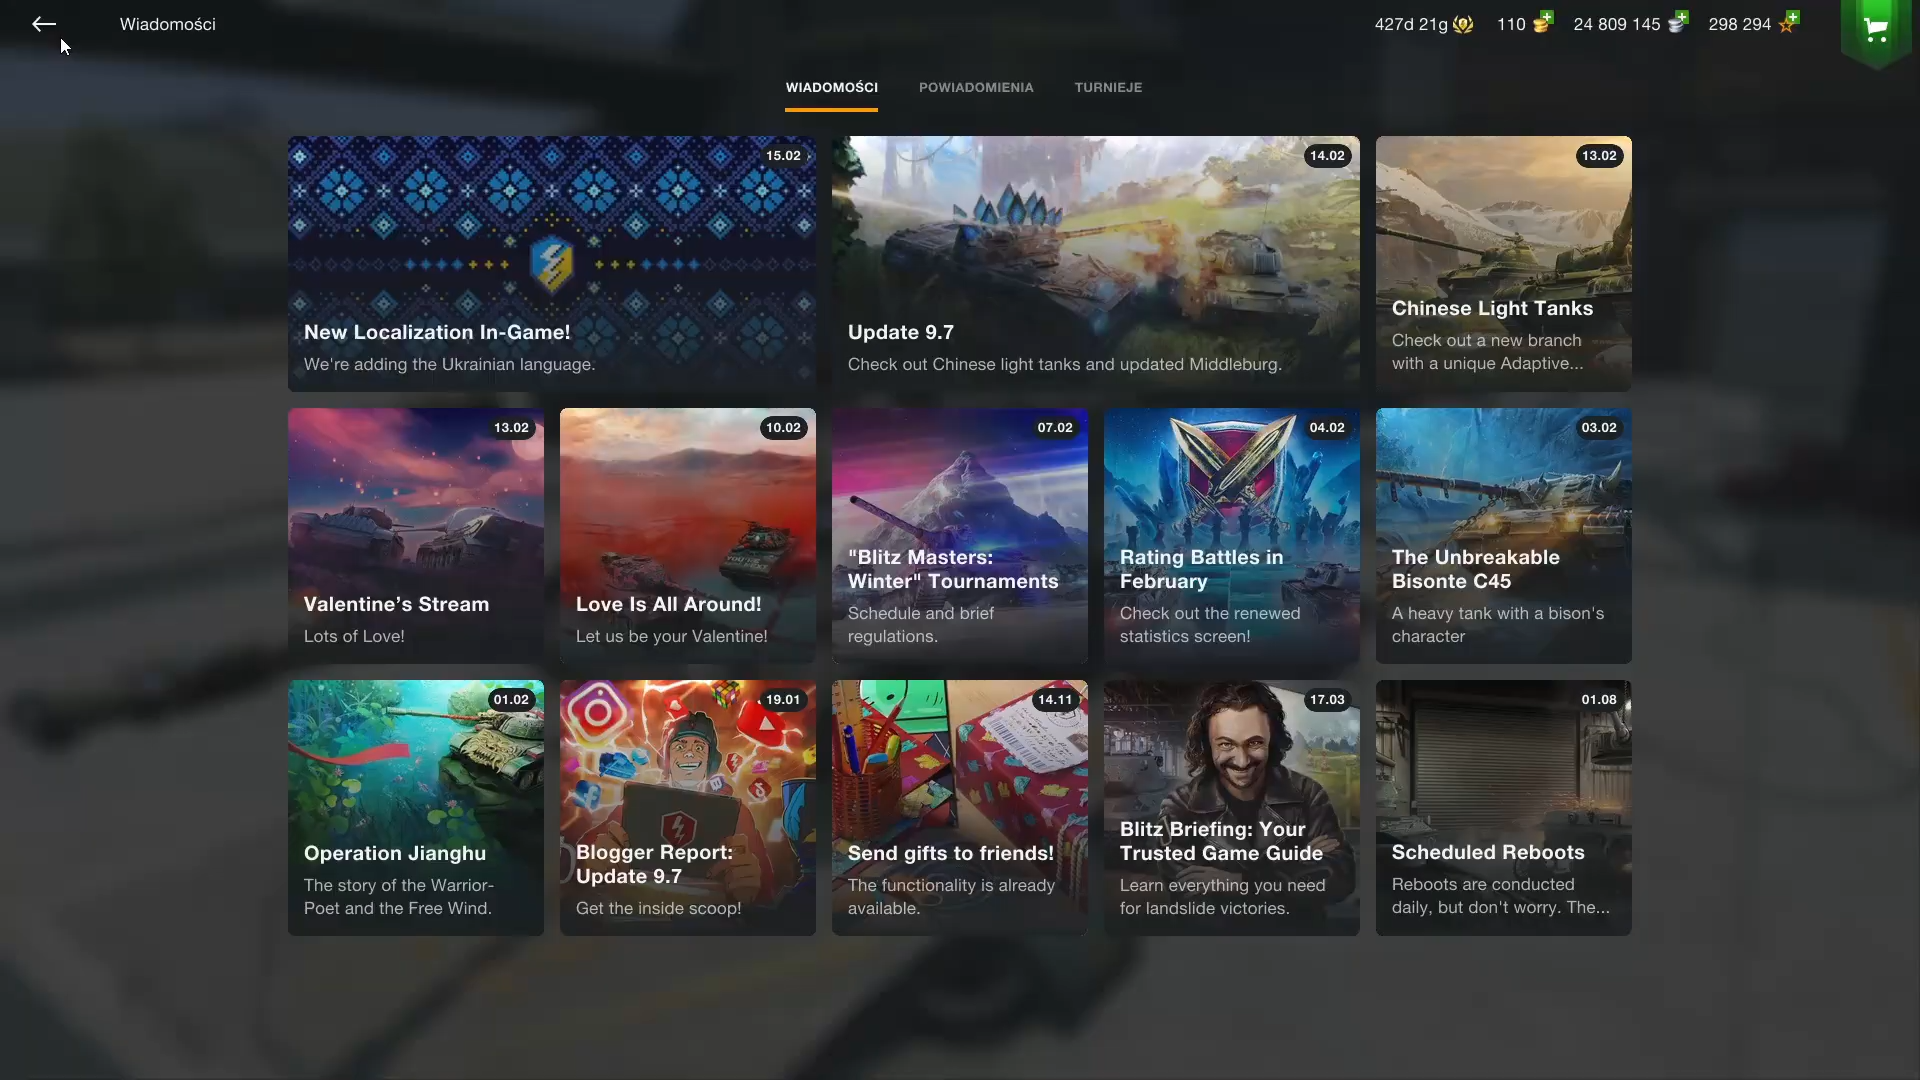 Wiadomości
427d 21g
110
24 809 145
298 294
WIADOMOŚCI
POWIADOMIENIA
TURNIEJE
15.02
New Localization In-Game!
We're adding the Ukrainian language.
14.02
Update 9.7
Check out Chinese light tanks and updated Middleburg.
13.02
Chinese Light Tanks
Check out a new branch
with a unique Adaptive...
13.02
Valentine’s Stream
Lots of Love!
10.02
YOU'RE
MY FIRST
Love Is All Around!
Let us be your Valentine!
07.02
"Blitz Masters:
Winter" Tournaments
Schedule and brief
regulations.
04.02
Rating Battles in
February
Check out the renewed
statistics screen!
03.02
The Unbreakable
Bisonte C45
A heavy tank with a bison's
character
01.02
Operation Jianghu
The story of the Warrior-
Poet and the Free Wind.
19.01
Blogger Report:
Update 9.7
Get the inside scoop!
14.11
Send gifts to friends!
The functionality is already
available.
17.03
Blitz Briefing: Your
Trusted Game Guide
Learn everything you need
for landslide victories.
01.08
Scheduled Reboots
Reboots are conducted
daily, but don't worry. The...